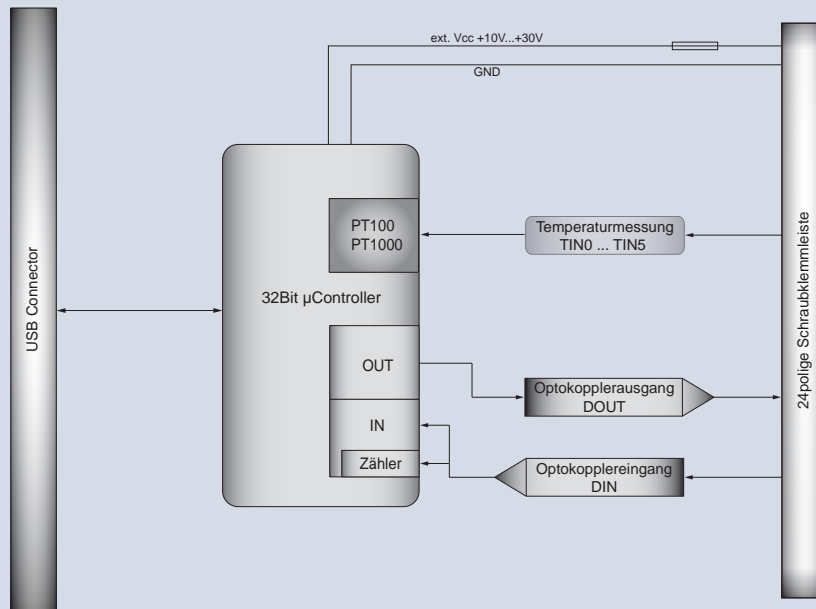 ext. Vcc +10V...+30V
GND
USB Connector
PT100
PT1000
Temperaturmessung
TIN0 ... TIN5
32Bit µController
24polige Schraubklemmleiste
OUT
Optokopplerausgang
DOUT
IN
Zähler
Optokopplereingang
DIN